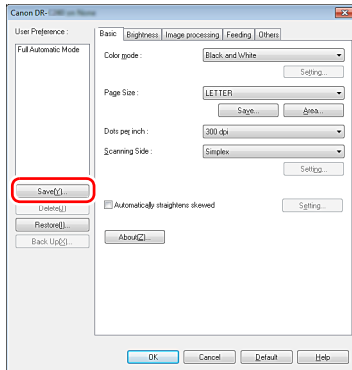 Canon DR-
User Preference :
Full Automatic Mode
Save(Y)...
Delete(J)
Restore(I)...
Back Up(X)...
Basic
Brightness
Image processing
Feeding
Others
Color mode :
Black and White
Setting...
Page Size :
LETTER
Save...
Area...
Dots per inch :
300 dpi
Scanning Side :
Simplex
Setting...
Automatically straightens skewed
Setting...
About(Z)...
OK
Cancel
Default
Help